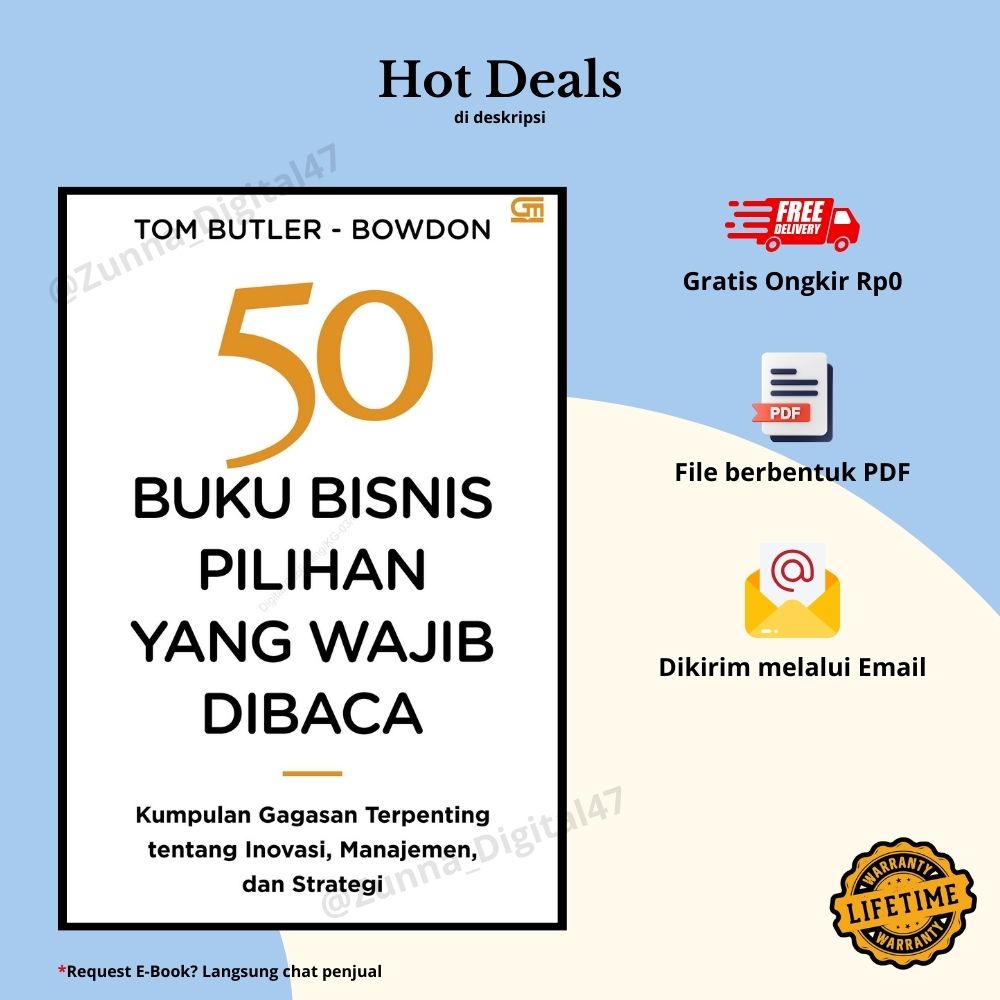 Hot Deals
di deskripsi
@Zunna_Digital47
TOM BUTLER - BOWDON
GM
50
BUKU BISNIS
PILIHAN
YANG WAJIB
DIBACA
Kumpulan Gagasan Terpenting
tentang Inovasi, Manajemen,
dan Strategi
@Zunna_Digital47
FREE
DELIVERY
Gratis Ongkir Rp0
PDF
File berbentuk PDF
@
Dikirim melalui Email
WARRANTY
LIFETIME
WARRANTY
*Request E-Book? Langsung chat penjual